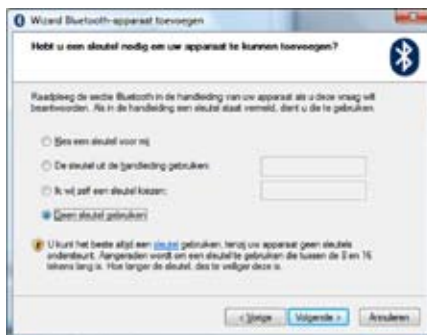 Wizard Bluetooth-apparaat toevoegen
Hebt u een sleutel nodig om uw apparaat te kunnen toevoegen?
Raadpleeg de sectie Bluetooth in de handleiding van uw apparaat als u deze vraag wilt
beantwoorden. Als in de handleiding een sleutel staat vermeld, dient u die te gebruiken.
Kies een sleutel voor mij
De sleutel uit de handleiding gebruiken:
Ik wil zelf een sleutel kiezen:
Geen sleutel gebruiken
U kunt het beste altijd een sleutel gebruiken, tenzij uw apparaat geen sleutels
ondersteunt. Aangeraden wordt om een sleutel te gebruiken die tussen de 8 en 16
tekens lang is. Hoe langer de sleutel, des te veiliger deze is.
< Vorige
Volgende >
Annuleren